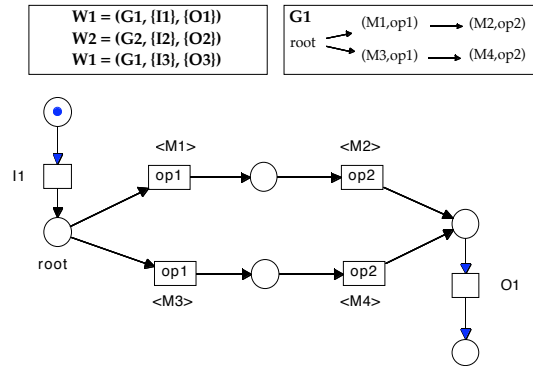 W1 = (G1, {I1}, {O1})
W2 = (G2, {I2}, {O2})
W1 = (G1, {I3}, {O3})
G1
root
(M1,op1)
(M2,op2)
(M3,op1)
(M4,op2)
<M1>
<M2>
I1
op1
op2
root
op1
op2
O1
<M3>
<M4>